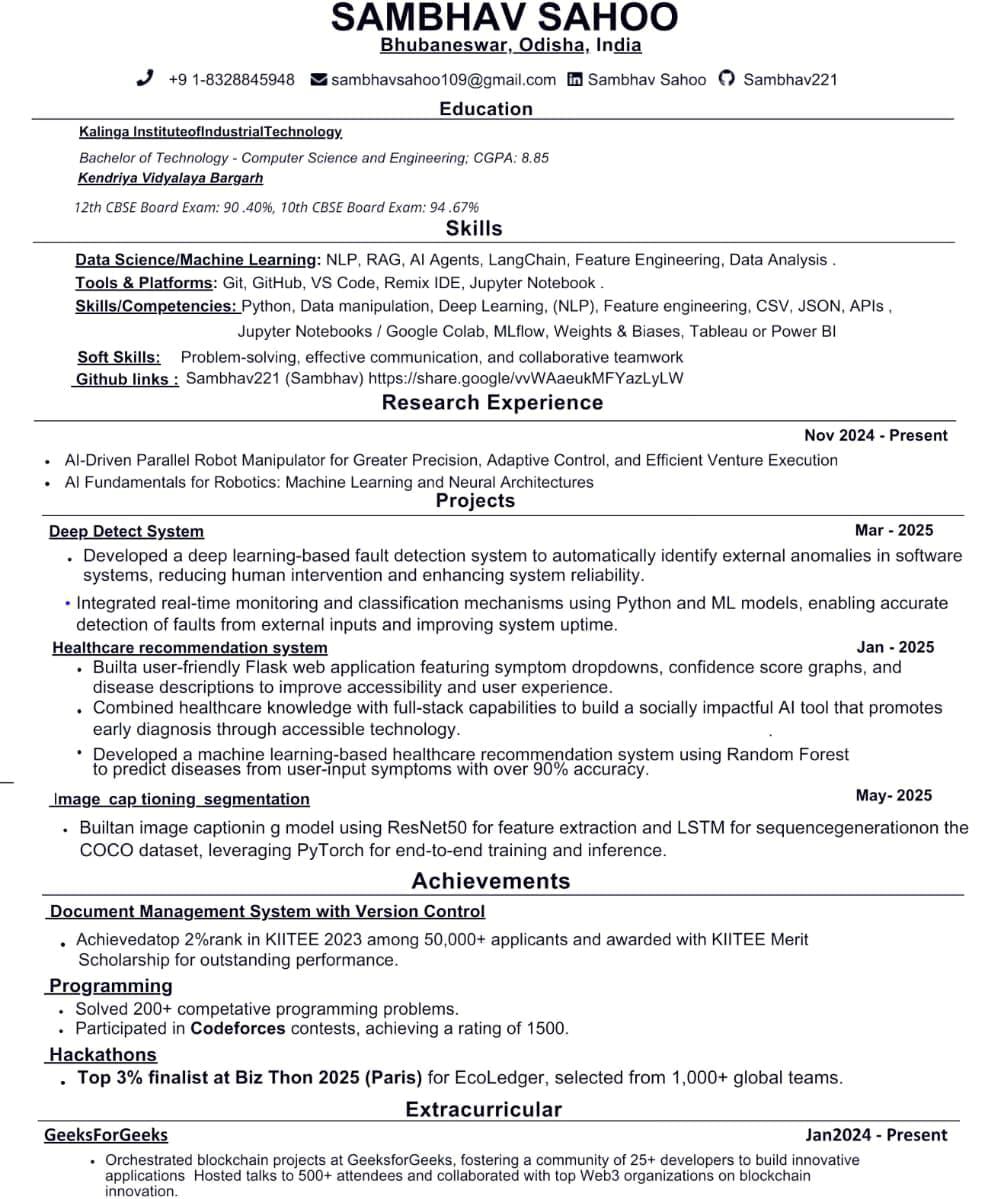 SAMBHAV SAHOO
Bhubaneswar, Odisha, India
+9 1-8328845948 sambhavsahoo109@gmail.com Sambhav Sahoo Sambhav221
Education
Kalinga InstituteofIndustrialTechnology
Bachelor of Technology - Computer Science and Engineering; CGPA: 8.85
Kendriya Vidyalaya Bargarh
12th CBSE Board Exam: 90 .40%, 10th CBSE Board Exam: 94 .67%
Skills
Data Science/Machine Learning: NLP, RAG, AI Agents, LangChain, Feature Engineering, Data Analysis .
Tools & Platforms: Git, GitHub, VS Code, Remix IDE, Jupyter Notebook .
Skills/Competencies: Python, Data manipulation, Deep Learning, (NLP), Feature engineering, CSV, JSON, APIs ,
Jupyter Notebooks / Google Colab, MLflow, Weights & Biases, Tableau or Power BI
Soft Skills: Problem-solving, effective communication, and collaborative teamwork
Github links : Sambhav221 (Sambhav) https://share.google/vvWAaeukMFYazLyLW
Research Experience
Nov 2024 - Present
• AI-Driven Parallel Robot Manipulator for Greater Precision, Adaptive Control, and Efficient Venture Execution
• AI Fundamentals for Robotics: Machine Learning and Neural Architectures
Projects
Deep Detect System Mar - 2025
• Developed a deep learning-based fault detection system to automatically identify external anomalies in software
systems, reducing human intervention and enhancing system reliability.
• Integrated real-time monitoring and classification mechanisms using Python and ML models, enabling accurate
detection of faults from external inputs and improving system uptime.
Healthcare recommendation system Jan - 2025
• Builta user-friendly Flask web application featuring symptom dropdowns, confidence score graphs, and
disease descriptions to improve accessibility and user experience.
• Combined healthcare knowledge with full-stack capabilities to build a socially impactful AI tool that promotes
early diagnosis through accessible technology. .
• Developed a machine learning-based healthcare recommendation system using Random Forest
to predict diseases from user-input symptoms with over 90% accuracy.
Image cap tioning segmentation May- 2025
• Builtan image captionin g model using ResNet50 for feature extraction and LSTM for sequencegenerationon the
COCO dataset, leveraging PyTorch for end-to-end training and inference.
Achievements
Document Management System with Version Control
• Achievedatop 2%rank in KIITEE 2023 among 50,000+ applicants and awarded with KIITEE Merit
Scholarship for outstanding performance.
Programming
• Solved 200+ competative programming problems.
• Participated in Codeforces contests, achieving a rating of 1500.
Hackathons
• Top 3% finalist at Biz Thon 2025 (Paris) for EcoLedger, selected from 1,000+ global teams.
Extracurricular
GeeksForGeeks Jan2024 - Present
• Orchestrated blockchain projects at GeeksforGeeks, fostering a community of 25+ developers to build innovative
applications Hosted talks to 500+ attendees and collaborated with top Web3 organizations on blockchain
innovation.